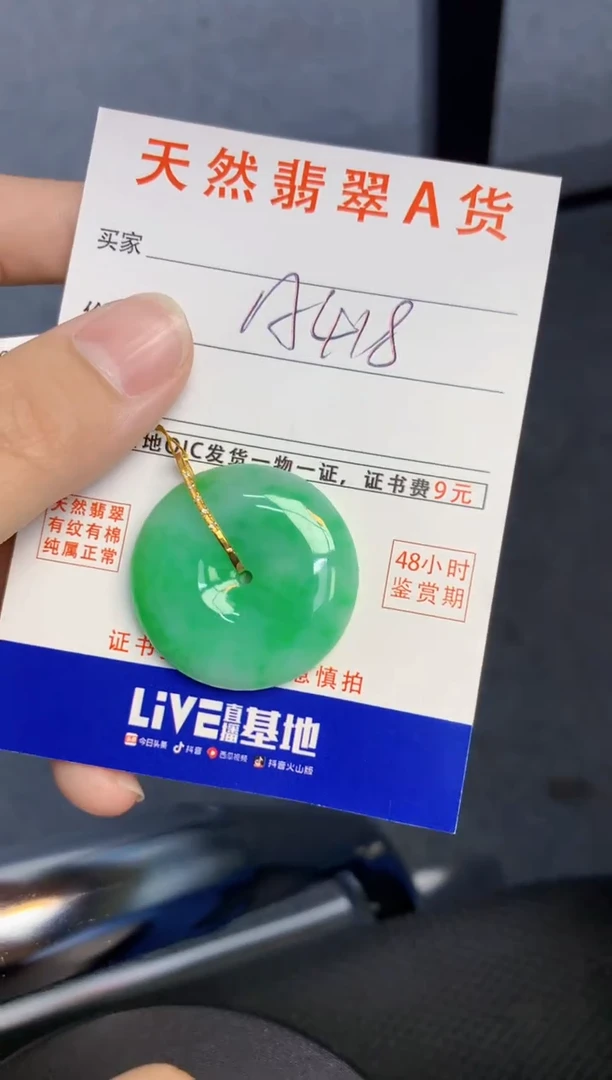 天然翡翠A货
买家
A418
地QIC发货一物一证,证书费9元
天然翡翠
有纹有棉
纯属正常
48小时
鉴赏期
证书
慎拍
LiVE直播基地
今日头条 抖音 西瓜视频 抖音火山版